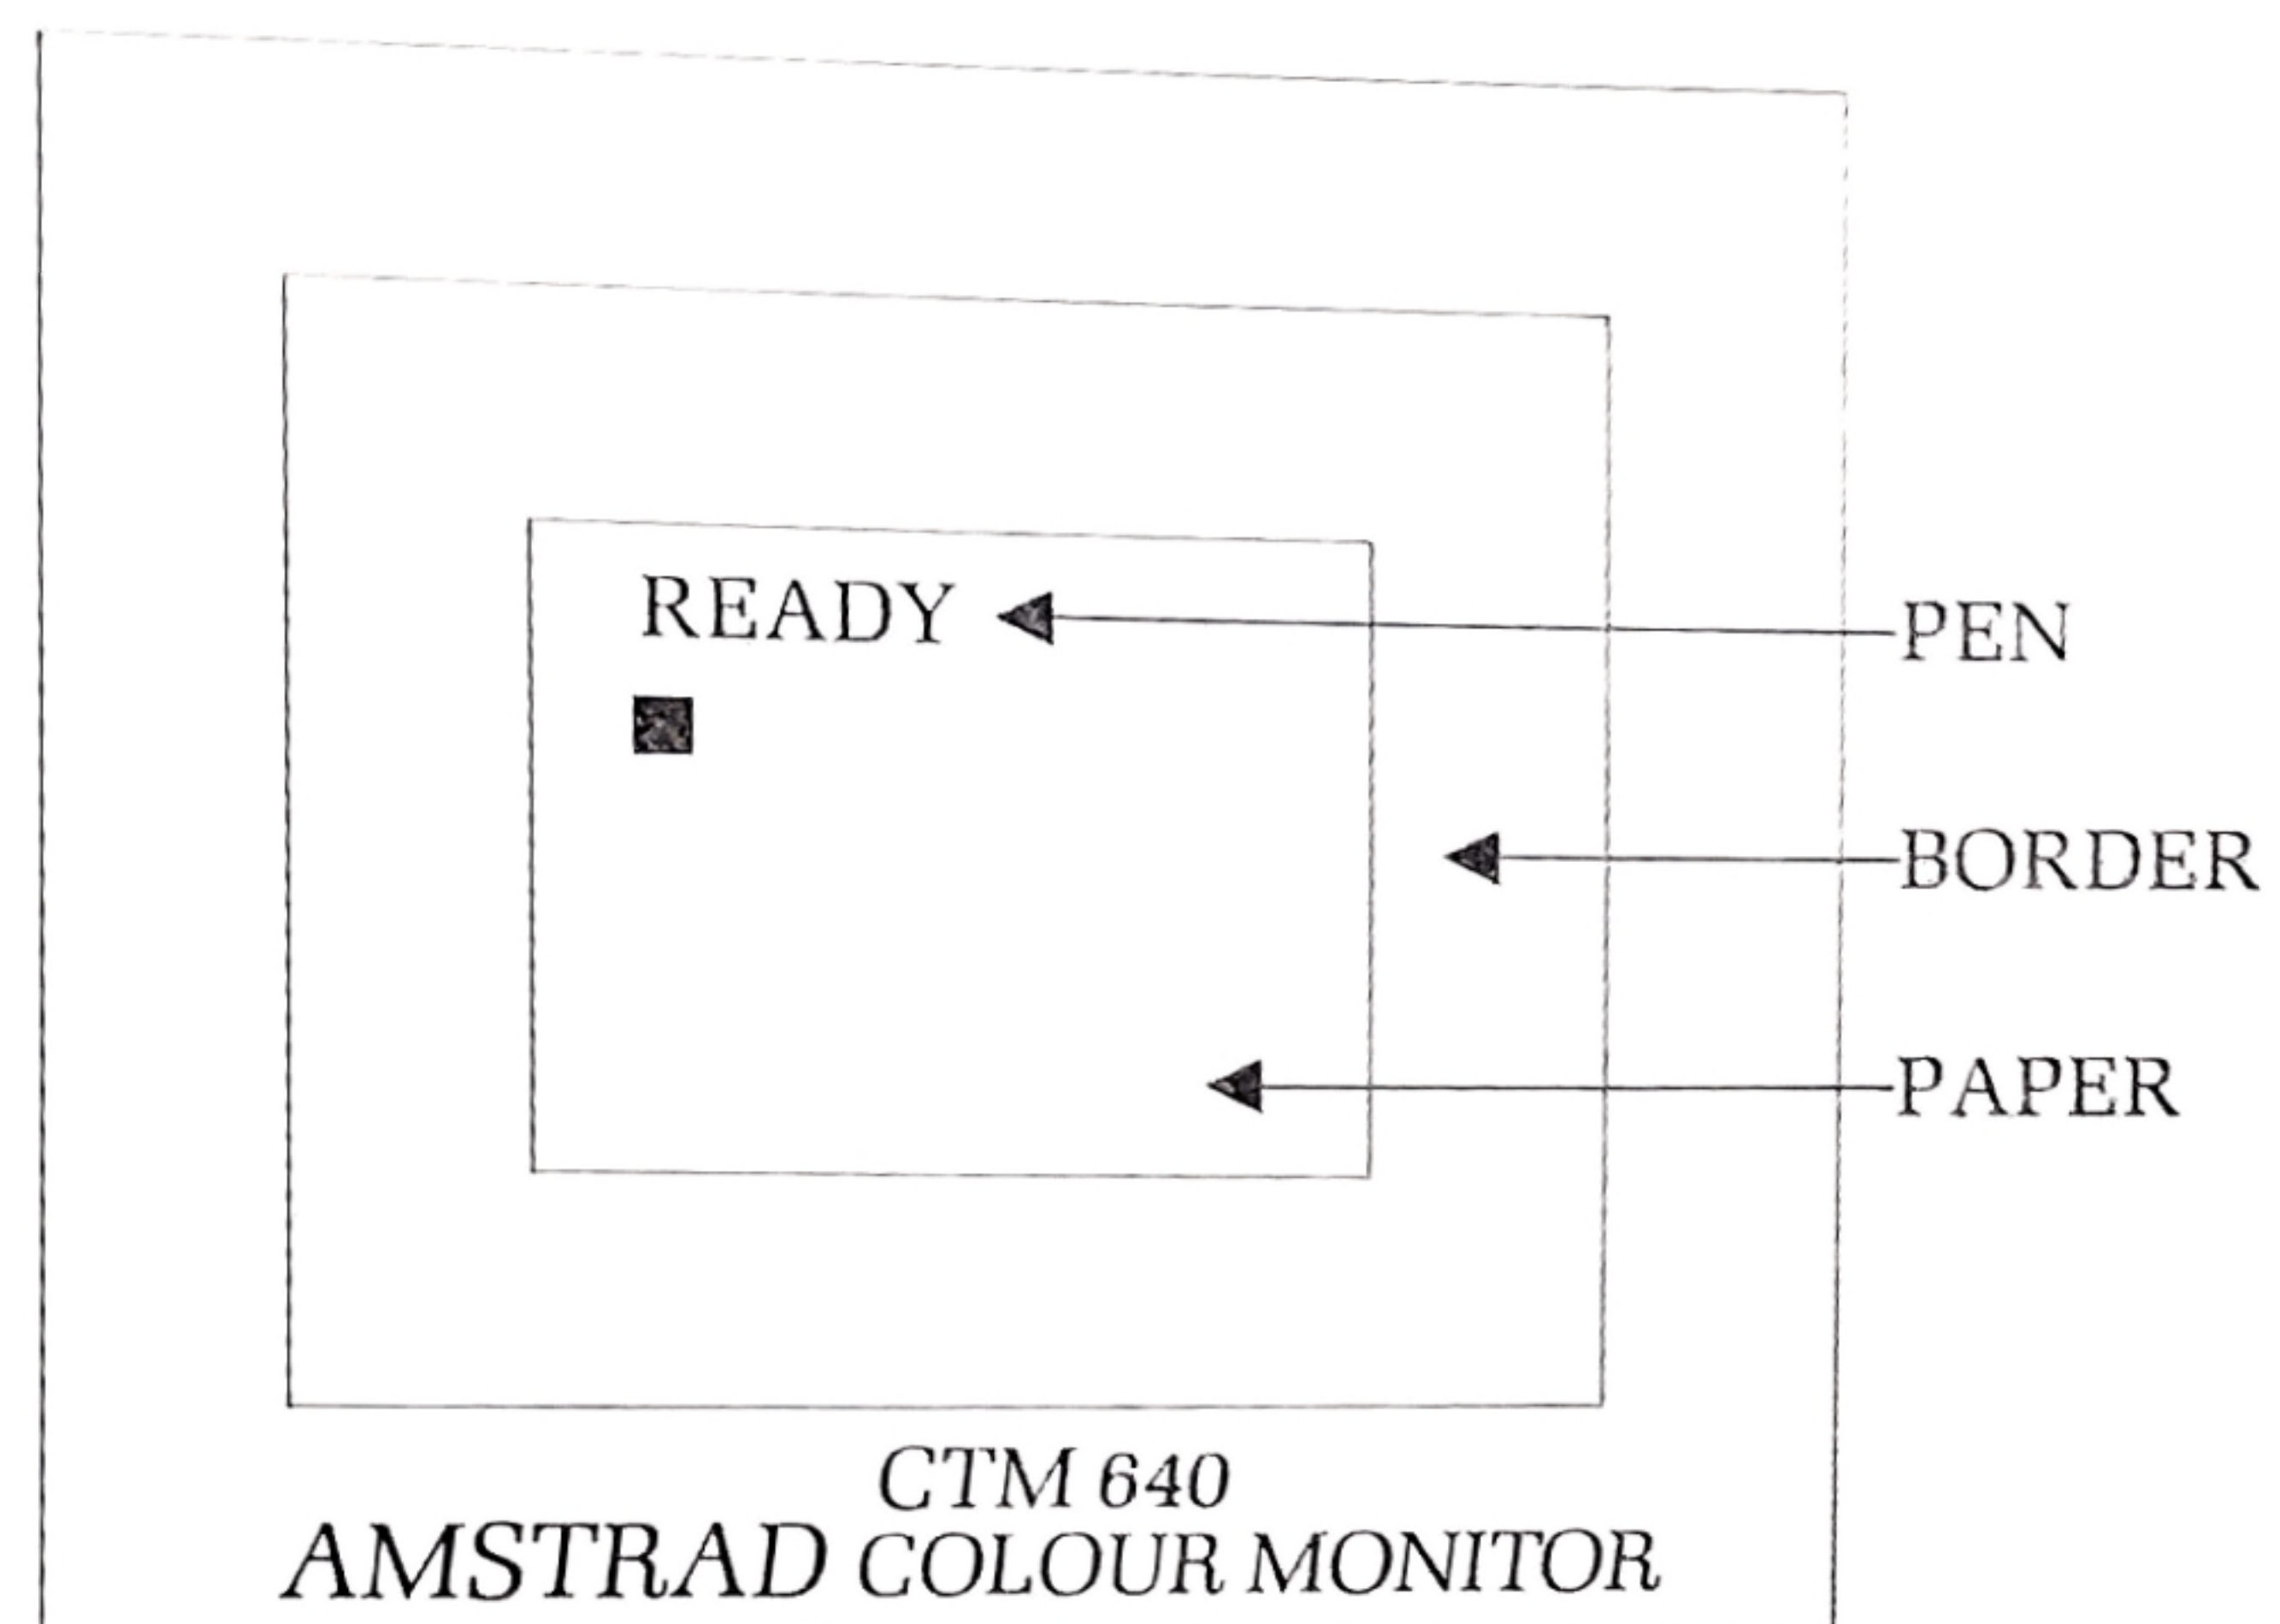 READY
PEN
BORDER
PAPER
CTM 640
AMSTRAD COLOUR MONITOR